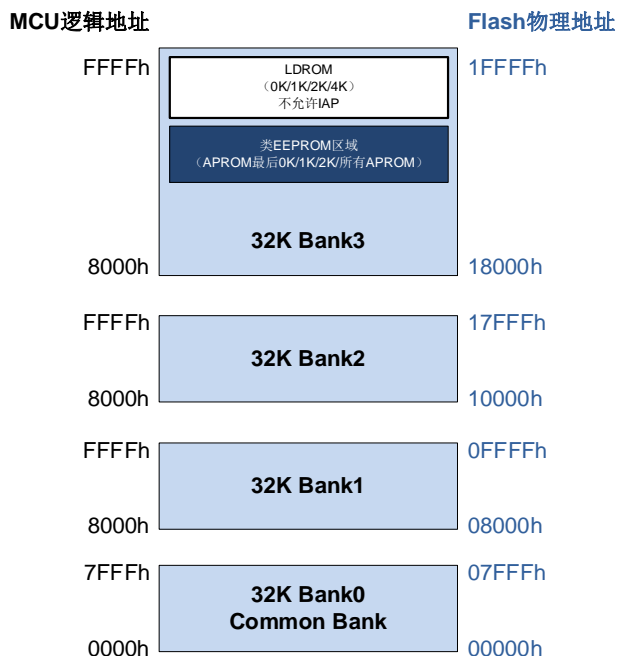 MCU逻辑地址
Flash物理地址
FFFFh
LDROM
（0K/1K/2K/4K）
不允许IAP
1FFFFh
类EEPROM区域
（APROM最后0K/1K/2K/所有APROM）
32K Bank3
8000h
18000h
FFFFh
17FFFh
32K Bank2
8000h
10000h
FFFFh
0FFFFh
32K Bank1
8000h
08000h
7FFFh
07FFFh
32K Bank0
Common Bank
0000h
00000h